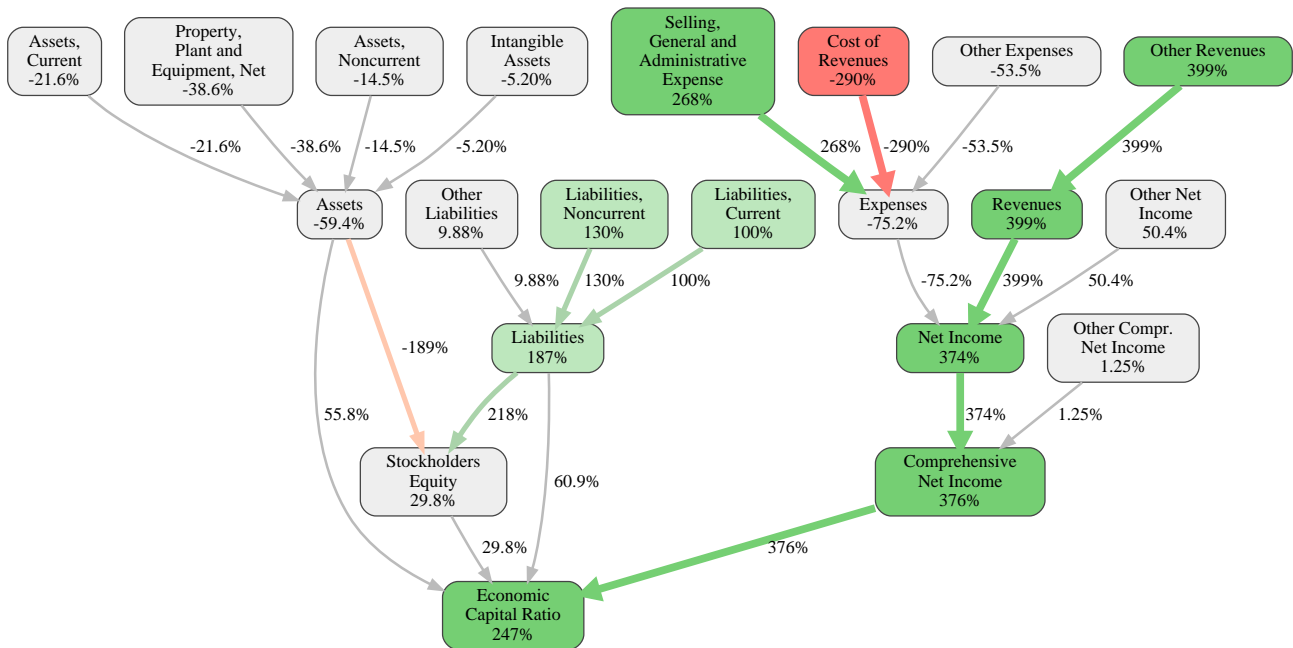 Assets,
Current
-21.6%
Property,
Plant and
Equipment, Net
-38.6%
Assets,
Noncurrent
-14.5%
Intangible
Assets
-5.20%
Selling,
General and
Administrative
Expense
268%
Cost of
Revenues
-290%
Other Expenses
-53.5%
Other Revenues
399%
-21.6%
-38.6%
-14.5%
-5.20%
268%
-290%
-53.5%
399%
Assets
-59.4%
Other
Liabilities
9.88%
Liabilities,
Noncurrent
130%
Liabilities,
Current
100%
Expenses
-75.2%
Revenues
399%
Other Net
Income
50.4%
9.88%
130%
100%
-75.2%
399%
50.4%
-189%
Liabilities
187%
Net Income
374%
Other Compr.
Net Income
1.25%
55.8%
218%
374%
1.25%
Stockholders
Equity
29.8%
60.9%
Comprehensive
Net Income
376%
29.8%
376%
Economic
Capital Ratio
247%